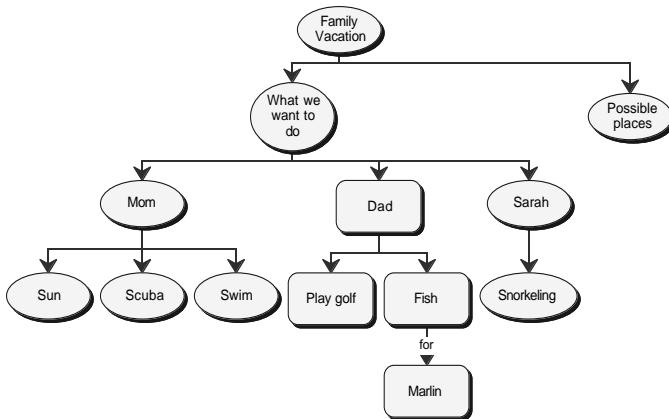 Family
Vacation
What we
want to
do
Possible
places
Mom
Dad
Sarah
Sun
Scuba
Swim
Play golf
Fish
Snorkeling
for
Marlin